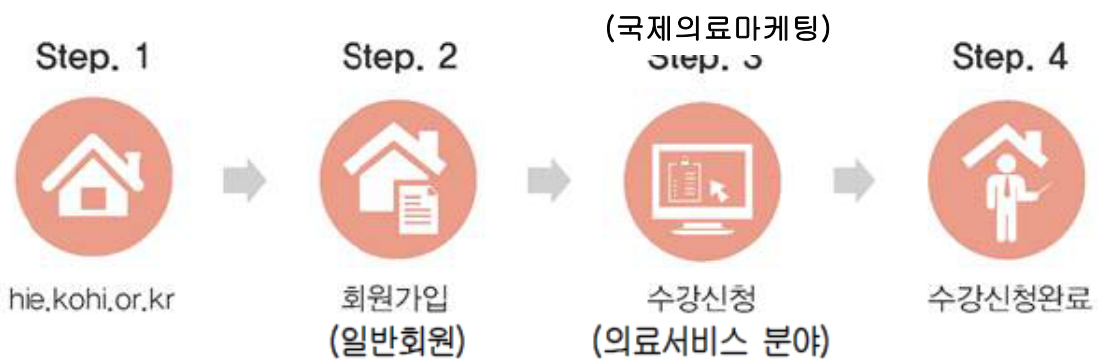 (국제의료마케팅)
Step. 1
Step. 2
Step. 3
Step. 4
hie.kohi.or.kr
회원가입
(일반회원)
수강신청
(의료서비스 분야)
수강신청완료